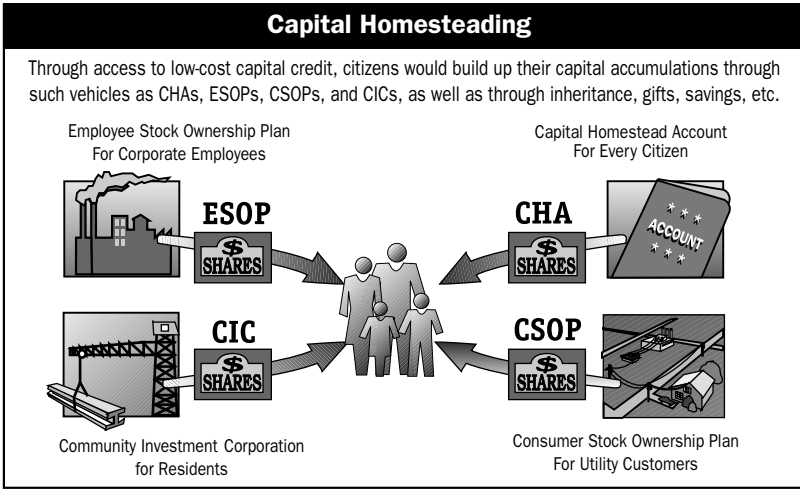 Capital Homesteading
Through access to low-cost capital credit, citizens would build up their capital accumulations through
such vehicles as CHAs, ESOPs, CSOPs, and CICs, as well as through inheritance, gifts, savings, etc.
Employee Stock Ownership Plan
For Corporate Employees
ESOP
$
SHARES
Capital Homestead Account
For Every Citizen
CHA
$
SHARES
★ ★ ★
ACCOUNT
★ ★ ★
CIC
$
SHARES
Community Investment Corporation
for Residents
CSOP
$
SHARES
Consumer Stock Ownership Plan
For Utility Customers